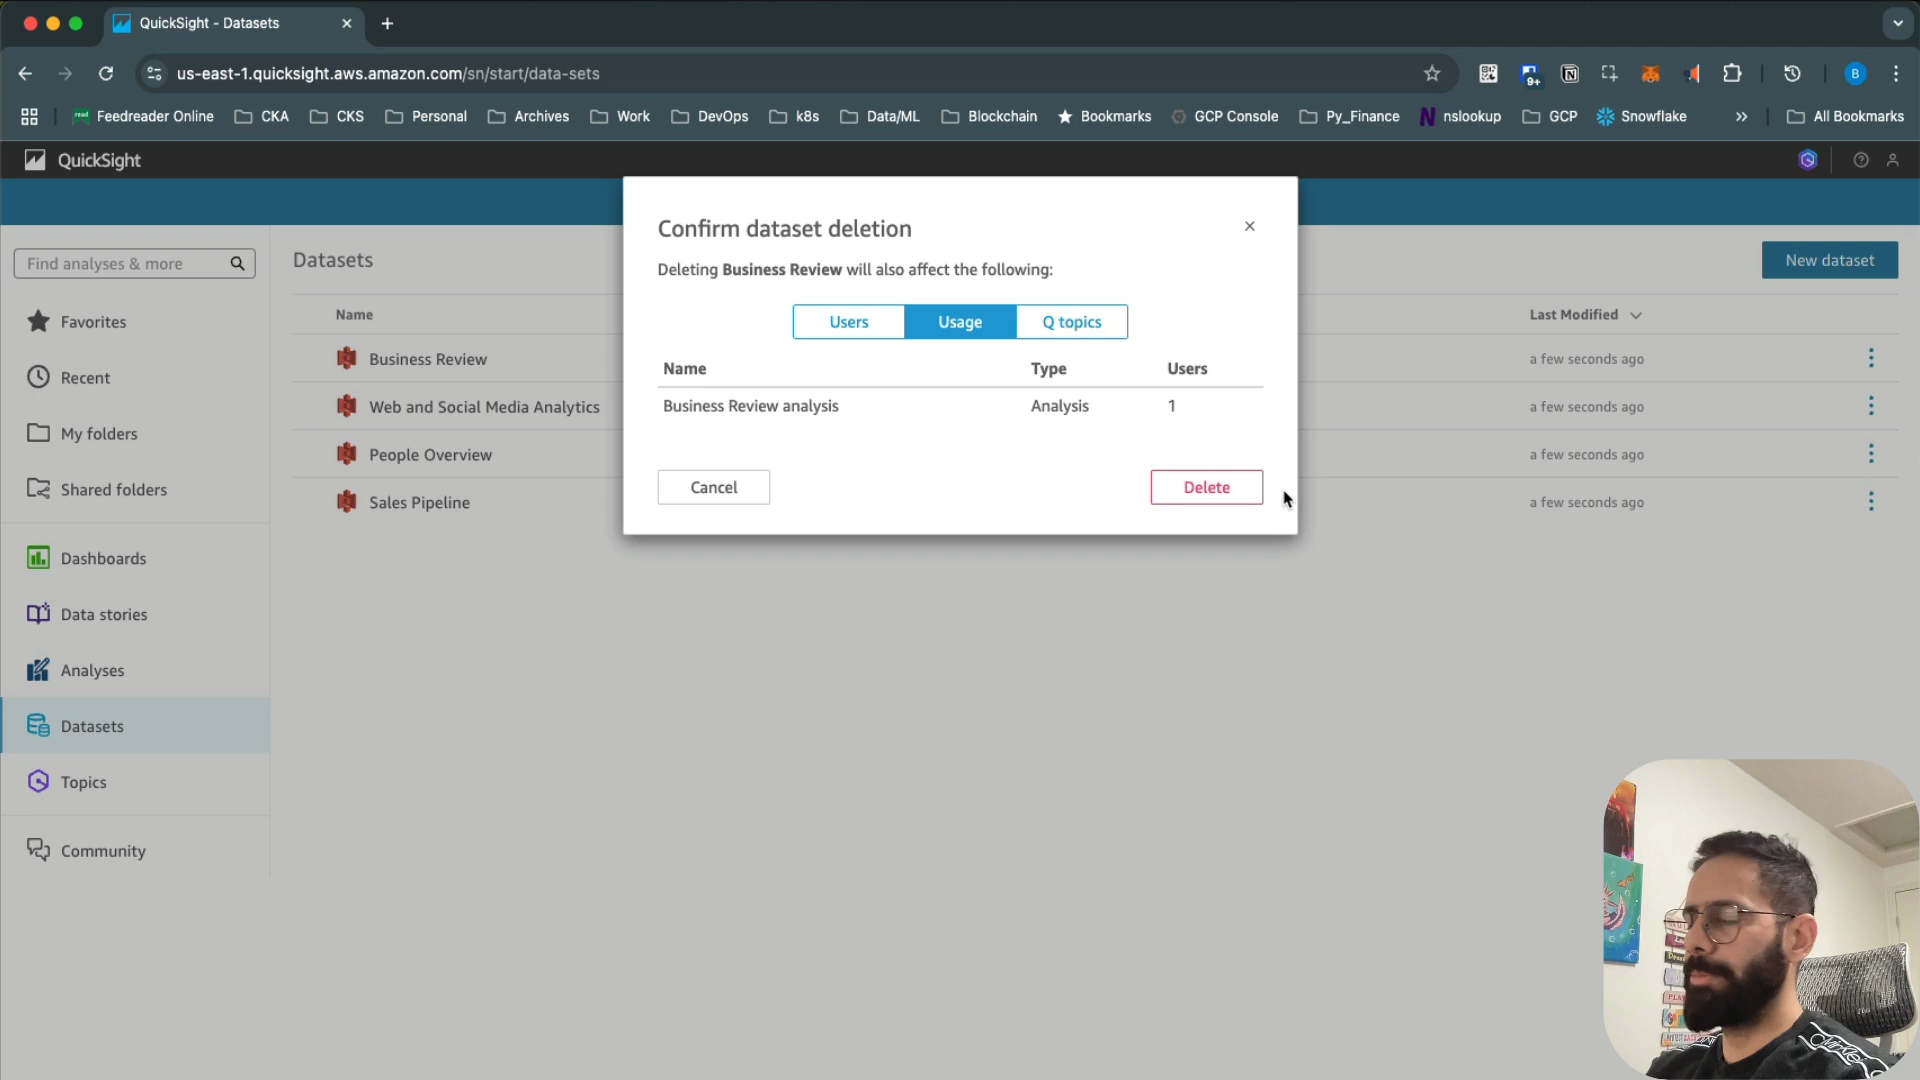 QuickSight - Datasets
us-east-1.quicksight.aws.amazon.com/sn/start/data-sets
9+
B
Feedreader Online
CKA
CKS
Personal
Archives
Work
DevOps
k8s
Data/ML
Blockchain
Bookmarks
GCP Console
Py_Finance
nslookup
GCP
Snowflake
All Bookmarks
QuickSight
Find analyses & more
Favorites
Recent
My folders
Shared folders
Dashboards
Data stories
Analyses
Datasets
Topics
Community
Datasets
New dataset
Name
Last Modified
Business Review
a few seconds ago
Web and Social Media Analytics
a few seconds ago
People Overview
a few seconds ago
Sales Pipeline
a few seconds ago
Confirm dataset deletion
Deleting Business Review will also affect the following:
Users
Usage
Q topics
Name Type Users
Business Review analysis Analysis 1
Cancel
Delete